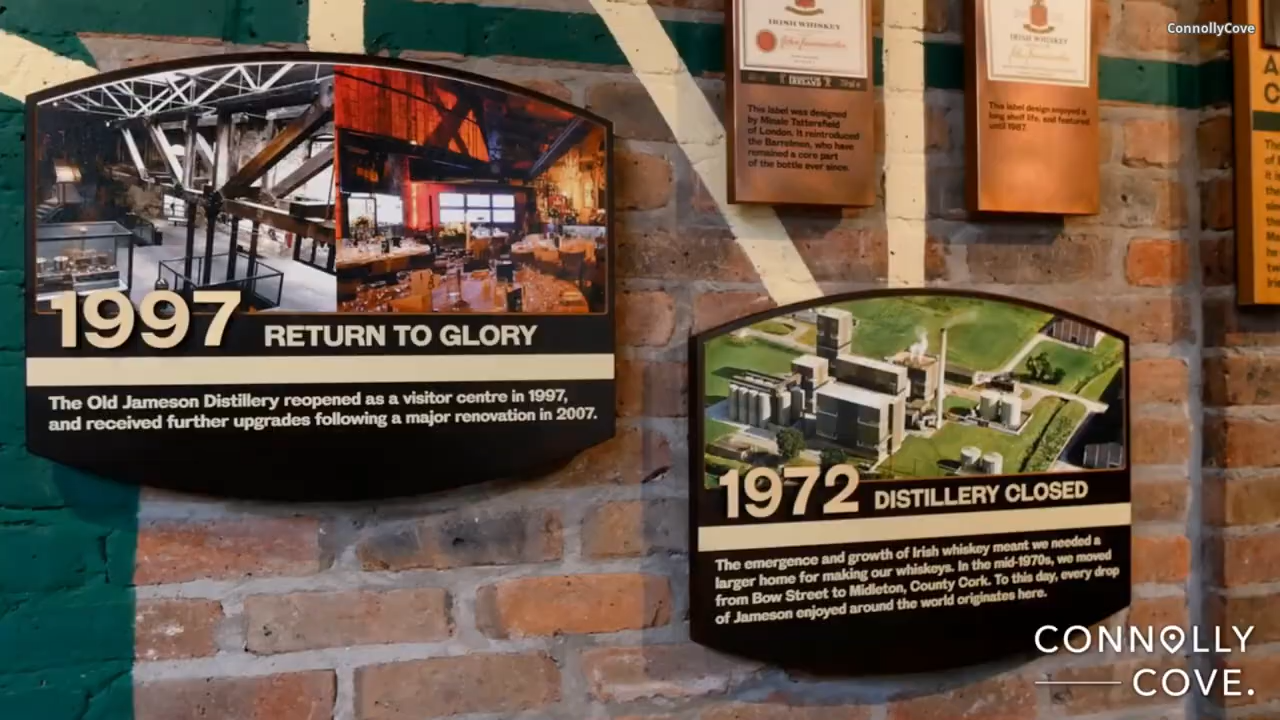 ConnollyCove
IRISH WHISKEY
This label was designed
by Minale Tattersfield
of London. It reintroduced
the Barrelmen, who have
remained a core part
of the bottle ever since.
IRISH WHISKEY
This label design enjoyed a
long shelf life, and featured
until 1987.
1997 RETURN TO GLORY
The Old Jameson Distillery reopened as a visitor centre in 1997,
and received further upgrades following a major renovation in 2007.
1972 DISTILLERY CLOSED
The emergence and growth of Irish whiskey meant we needed a
larger home for making our whiskeys. In the mid-1970s, we moved
from Bow Street to Midleton, County Cork. To this day, every drop
of Jameson enjoyed around the world originates here.
CONNOLLY
COVE.